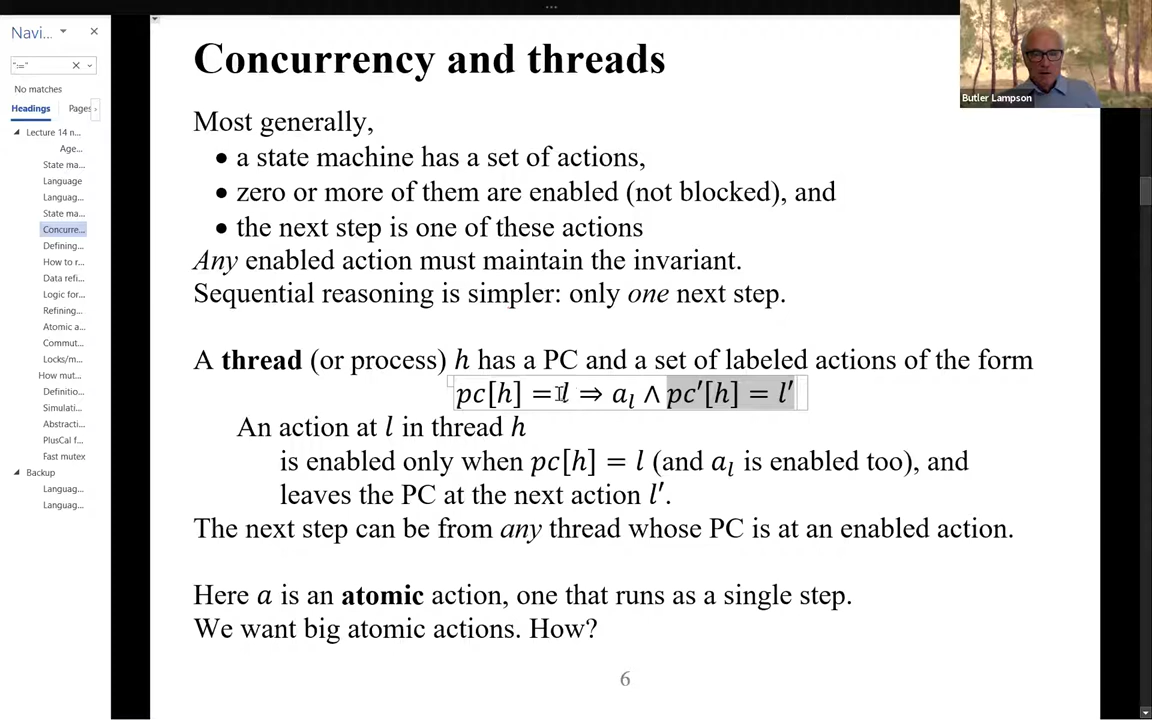 Navi...
":="
No matches
Headings
Pages
Lecture 14 n...
Age...
State ma...
Language
Languag...
State ma...
Concurre...
Defining...
How to r...
Data refi...
Logic for...
Refining...
Atomic a...
Commut...
Locks/m...
How mut...
Definitio...
Simulati...
Abstracti...
PlusCal f...
Fast mutex
Backup
Languag...
Languag...
Concurrency and threads
Most generally,
• a state machine has a set of actions,
• zero or more of them are enabled (not blocked), and
• the next step is one of these actions
Any enabled action must maintain the invariant.
Sequential reasoning is simpler: only one next step.
A thread (or process) h has a PC and a set of labeled actions of the form
pc[h] = l ⇒ aₗ ∧ pc′[h] = l′
An action at l in thread h
is enabled only when pc[h] = l (and aₗ is enabled too), and
leaves the PC at the next action l′.
The next step can be from any thread whose PC is at an enabled action.
Here a is an atomic action, one that runs as a single step.
We want big atomic actions. How?
6
Butler Lampson